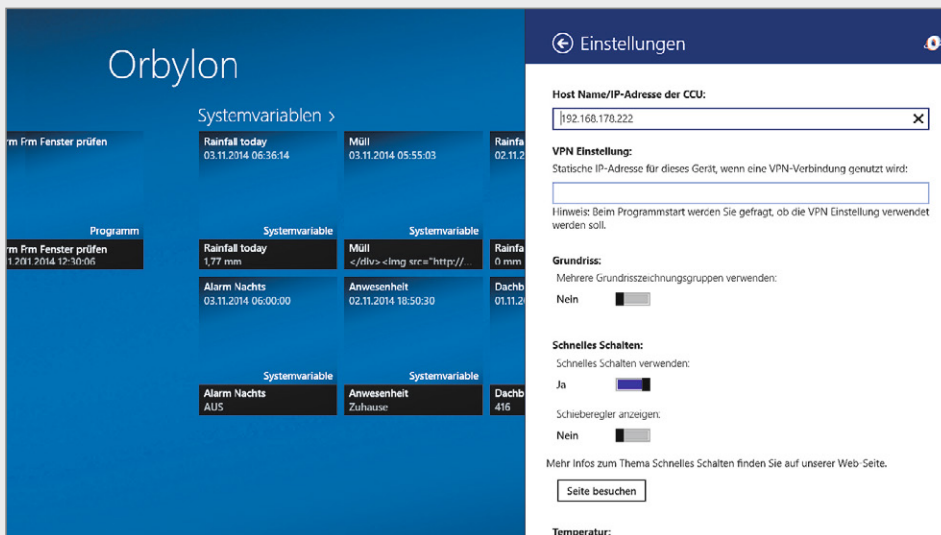 Orbylon
Systemvariablen >
rm Frm Fenster prüfen
Programm
rm Frm Fenster prüfen
Rainfall today
03.11.2014 06:36:14
Systemvariable
Rainfall today
1,77 mm
Müll
03.11.2014 05:55:03
Systemvariable
Müll
</div><img src="http://...
Rainfa
02.11.2
Rainfa
0 mm
Alarm Nachts
03.11.2014 06:00:00
Systemvariable
Alarm Nachts
AUS
Anwesenheit
02.11.2014 18:50:30
Systemvariable
Anwesenheit
Zuhause
Dachb
01.11.20
Dachb
416
Einstellungen
Host Name/IP-Adresse der CCU:
192.168.178.222
VPN Einstellung:
Statische IP-Adresse für dieses Gerät, wenn eine VPN-Verbindung genutzt wird:
Hinweis: Beim Programmstart werden Sie gefragt, ob die VPN Einstellung verwendet
werden soll.
Grundriss:
Mehrere Grundrisszeichnungsgruppen verwenden:
Nein
Schnelles Schalten:
Schnelles Schalten verwenden:
Ja
Schieberegler anzeigen:
Nein
Mehr Infos zum Thema Schnelles Schalten finden Sie auf unserer Web-Seite.
Seite besuchen
Temperatur: